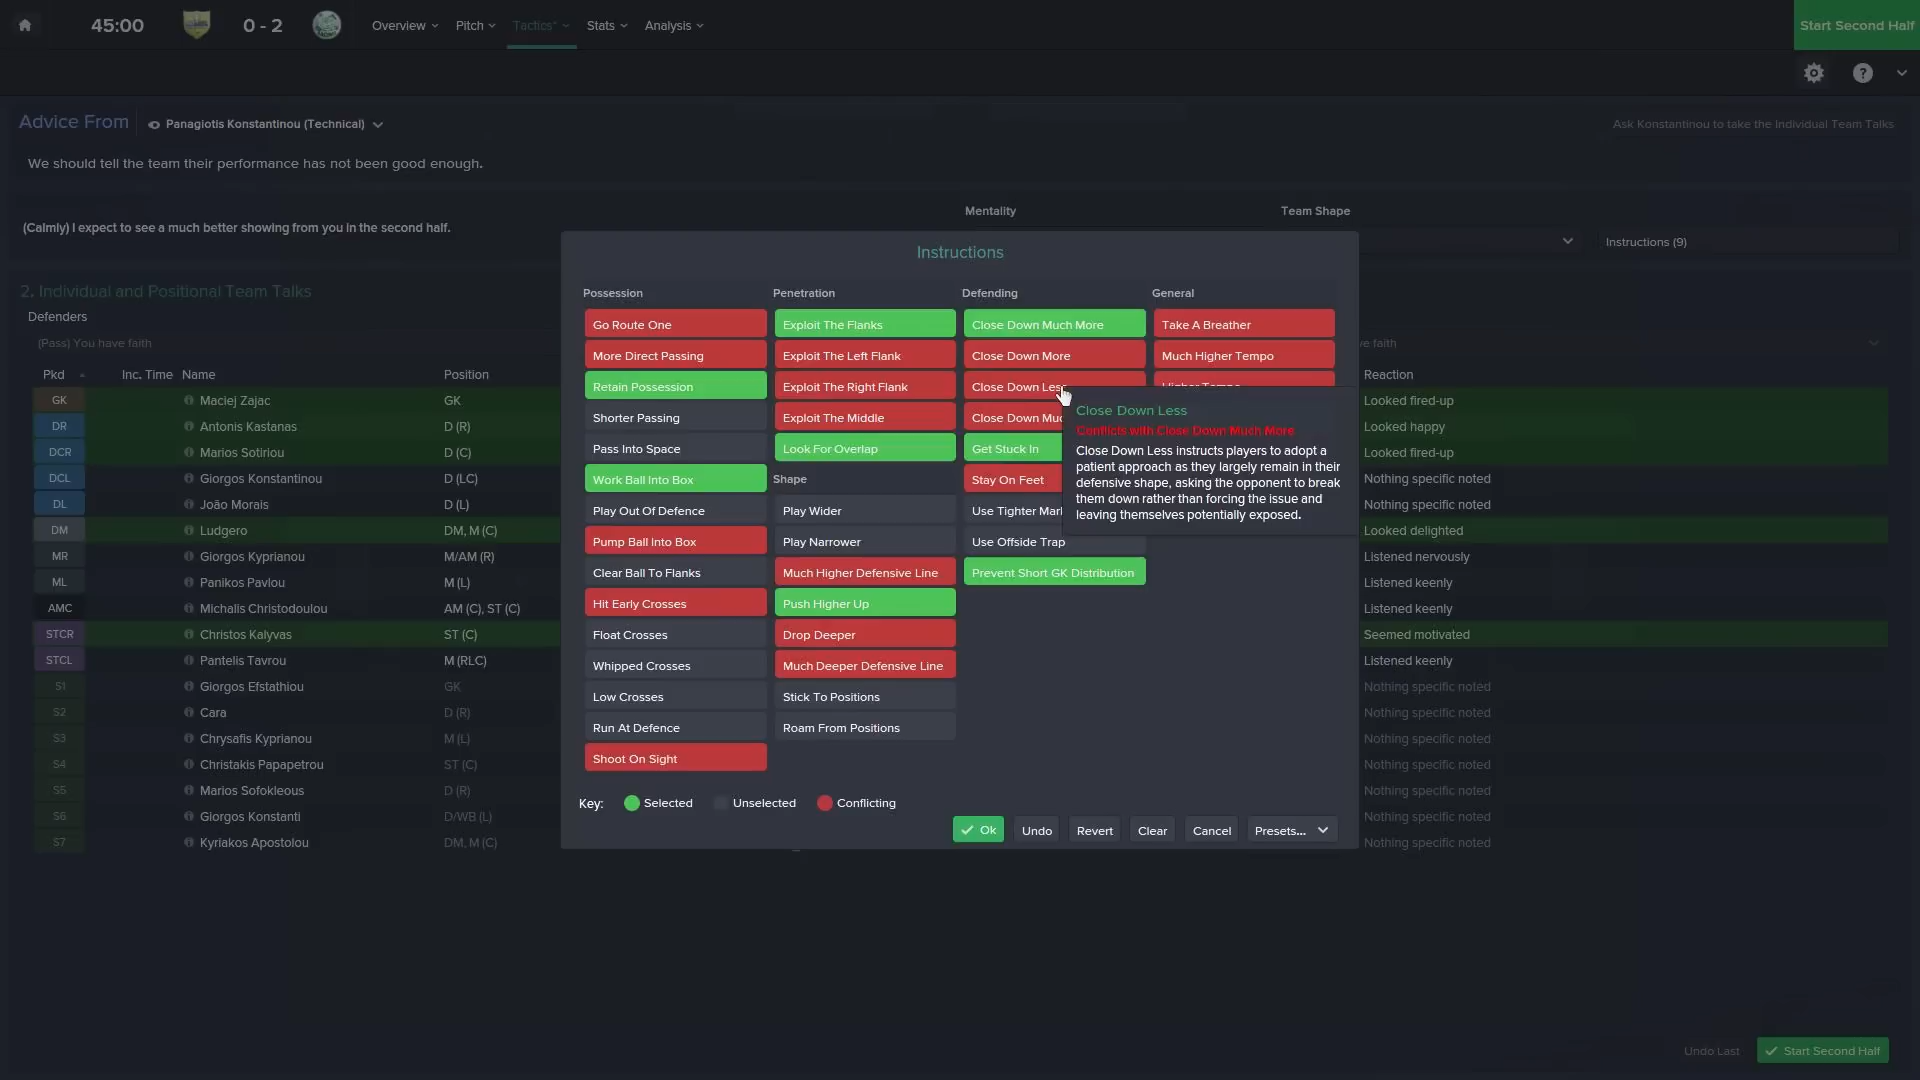 45:00
0 - 2
Overview
Pitch
Tactics*
Stats
Analysis
Start Second Half
?
Advice From
Panagiotis Konstantinou (Technical)
Ask Konstantinou to take the Individual Team Talks
We should tell the team their performance has not been good enough.
Mentality
Team Shape
(Calmly) I expect to see a much better showing from you in the second half.
Instructions (9)
2. Individual and Positional Team Talks
Defenders
(Pass) You have faith
ve faith
Pkd
Inc. Time
Name
Position
Reaction
GK Maciej Zajac GK Looked fired-up
DR Antonis Kastanas D (R) Looked happy
DCR Marios Sotiriou D (C) Looked fired-up
DCL Giorgos Konstantinou D (LC) Nothing specific noted
DL João Morais D (L) Nothing specific noted
DM Ludgero DM, M (C) Looked delighted
MR Giorgos Kyprianou M/AM (R) Listened nervously
ML Panikos Pavlou M (L) Listened keenly
AMC Michalis Christodoulou AM (C), ST (C) Listened keenly
STCR Christos Kalyvas ST (C) Seemed motivated
STCL Pantelis Tavrou M (RLC) Listened keenly
S1 Giorgos Efstathiou GK Nothing specific noted
S2 Cara D (R) Nothing specific noted
S3 Chrysafis Kyprianou M (L) Nothing specific noted
S4 Christakis Papapetrou ST (C) Nothing specific noted
S5 Marios Sofokleous D (R) Nothing specific noted
S6 Giorgos Konstanti D/WB (L) Nothing specific noted
S7 Kyriakos Apostolou DM, M (C) Nothing specific noted
Instructions
Possession
Go Route One
More Direct Passing
Retain Possession
Shorter Passing
Pass Into Space
Work Ball Into Box
Play Out Of Defence
Pump Ball Into Box
Clear Ball To Flanks
Hit Early Crosses
Float Crosses
Whipped Crosses
Low Crosses
Run At Defence
Shoot On Sight
Penetration
Exploit The Flanks
Exploit The Left Flank
Exploit The Right Flank
Exploit The Middle
Look For Overlap
Shape
Play Wider
Play Narrower
Much Higher Defensive Line
Push Higher Up
Drop Deeper
Much Deeper Defensive Line
Stick To Positions
Roam From Positions
Defending
Close Down Much More
Close Down More
Close Down Less
Close Down Muc
Get Stuck In
Stay On Feet
Use Tighter Mar
Use Offside Trap
Prevent Short GK Distribution
General
Take A Breather
Much Higher Tempo
Higher Tempo
Close Down Less
Conflicts with Close Down Much More
Close Down Less instructs players to adopt a
patient approach as they largely remain in their
defensive shape, asking the opponent to break
them down rather than forcing the issue and
leaving themselves potentially exposed.
Key: Selected Unselected Conflicting
Ok
Undo
Revert
Clear
Cancel
Presets...
Undo Last
Start Second Half